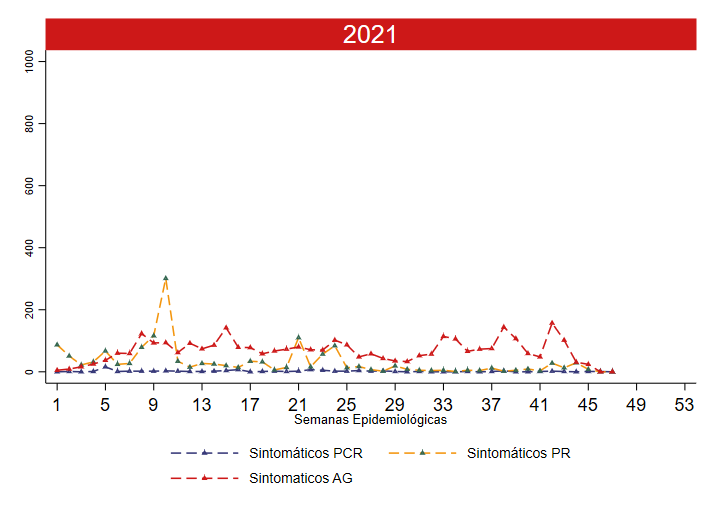 2021
1000
800
600
400
200
0
1 5 9 13 17 21 25 29 33 37 41 45 49 53
Semanas Epidemiológicas
Sintomáticos PCR Sintomáticos PR
Sintomaticos AG